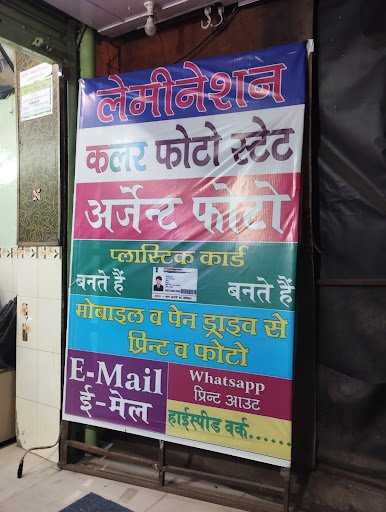 लेमीनेशन
कलर फोटो स्टेट
अर्जेन्ट फोटो
प्लास्टिक कार्ड
बनते हैं
बनते हैं
मोबाइल व पेन ड्राइव से
प्रिन्ट व फोटो
E-Mail
ई-मेल
Whatsapp
प्रिन्ट आउट
हाईस्पीड वर्क......